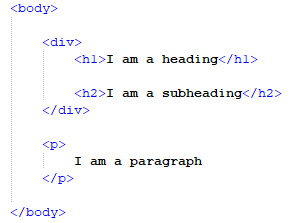 <body>
<div>
<h1>I am a heading</h1>
<h2>I am a subheading</h2>
</div>
<p>
I am a paragraph
</p>
</body>